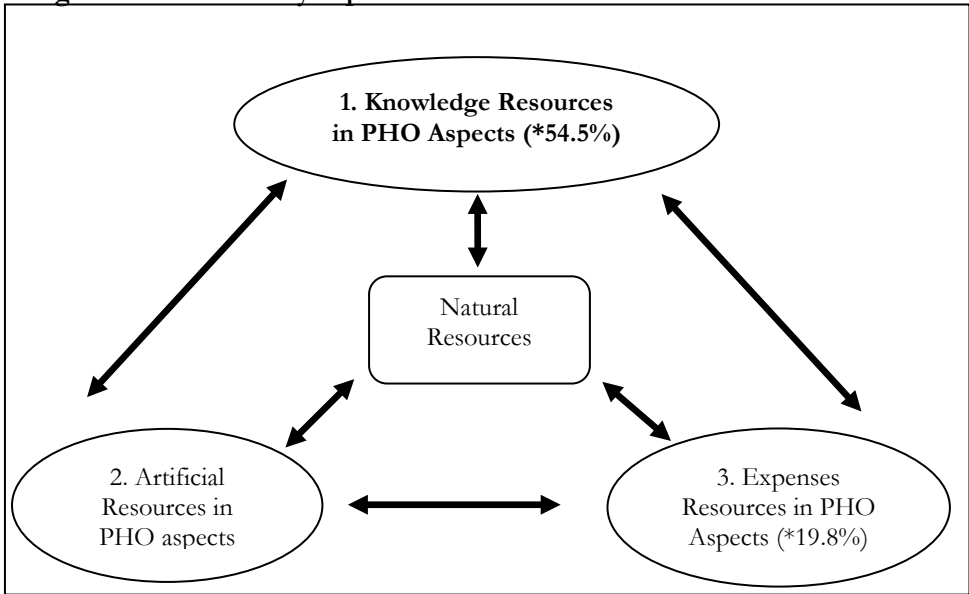 1. Knowledge Resources
in PHO Aspects (*54.5%)
Natural
Resources
2. Artificial
Resources in
PHO aspects
3. Expenses
Resources in PHO
Aspects (*19.8%)